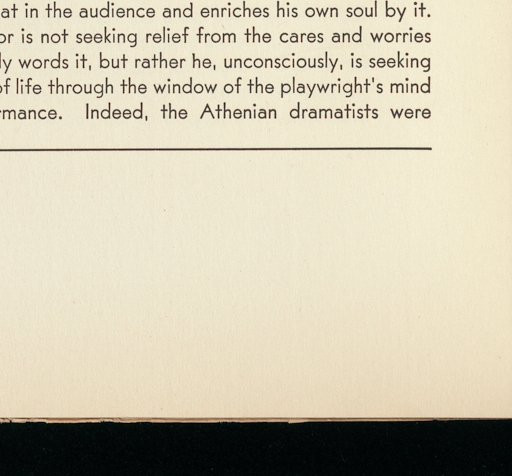 at in the audience and enriches his own soul by it.
or is not seeking relief from the cares and worries
ly words it, but rather he, unconsciously, is seeking
of life through the window of the playwright's mind
rmance. Indeed, the Athenian dramatists were